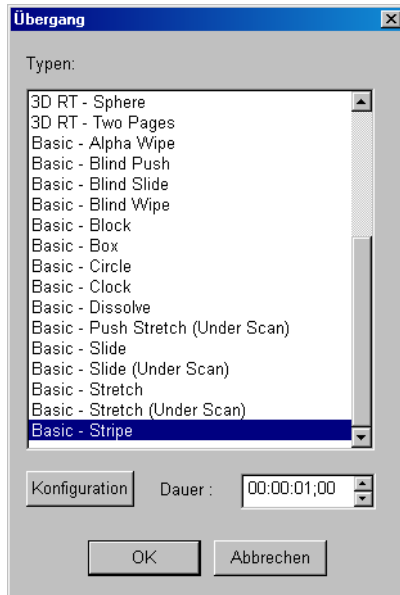 Übergang
Typen:
3D RT - Sphere
3D RT - Two Pages
Basic - Alpha Wipe
Basic - Blind Push
Basic - Blind Slide
Basic - Blind Wipe
Basic - Block
Basic - Box
Basic - Circle
Basic - Clock
Basic - Dissolve
Basic - Push Stretch (Under Scan)
Basic - Slide
Basic - Slide (Under Scan)
Basic - Stretch
Basic - Stretch (Under Scan)
Basic - Stripe
Konfiguration Dauer : 00:00:01;00
OK Abbrechen